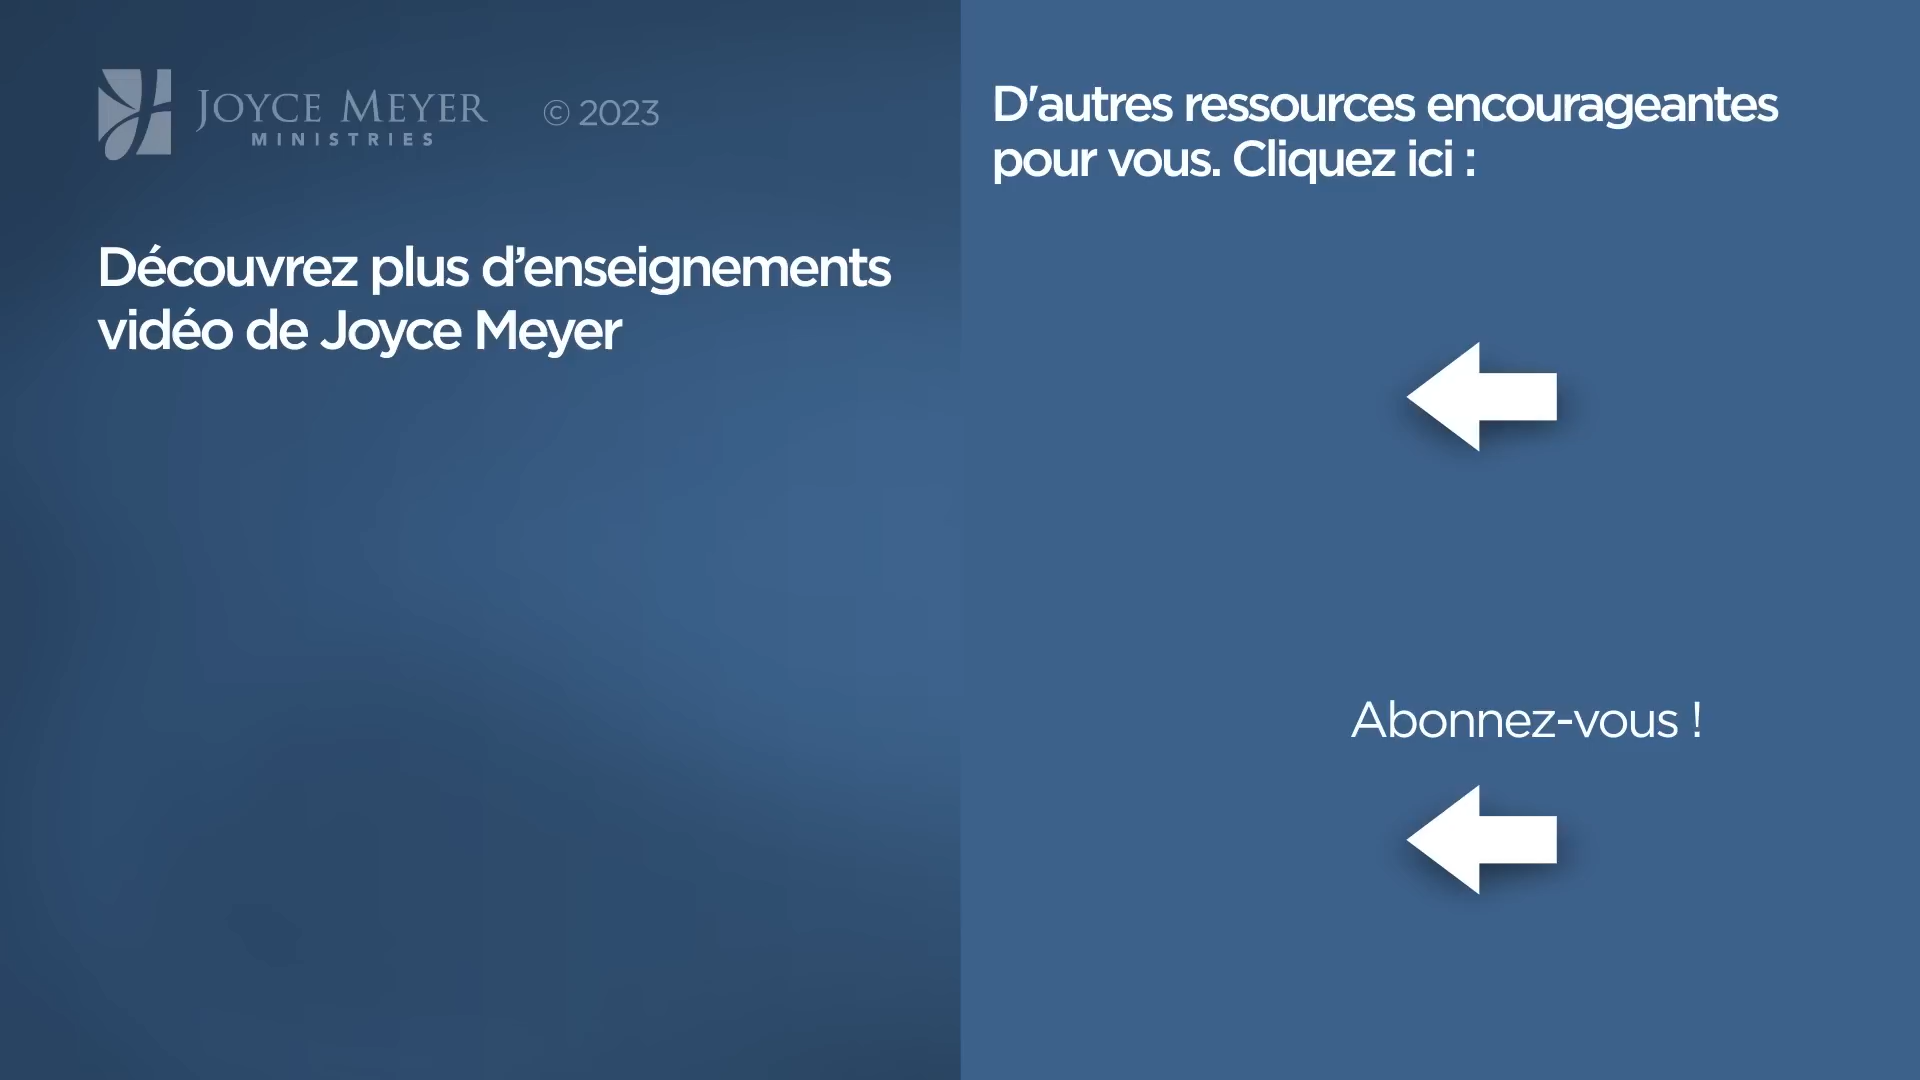 JOYCE MEYER
MINISTRIES
© 2023
Découvrez plus d’enseignements
vidéo de Joyce Meyer
D'autres ressources encourageantes
pour vous. Cliquez ici :
Abonnez-vous !